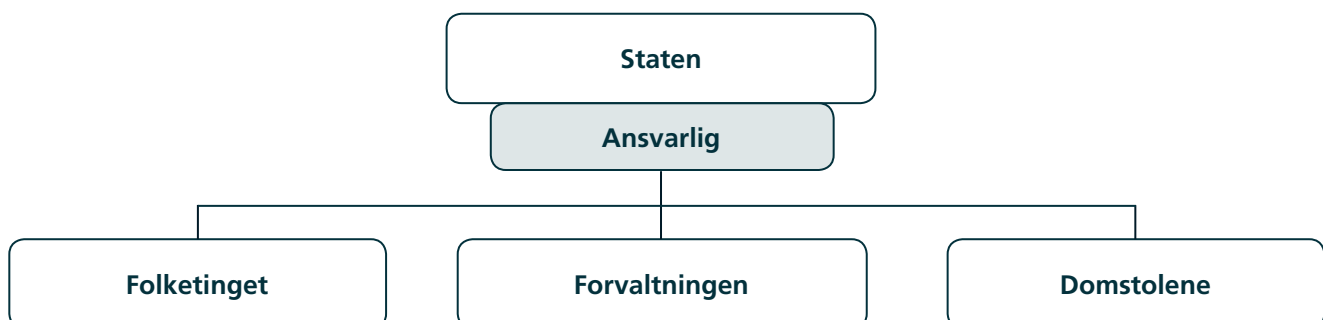 Staten
Ansvarlig
Folketinget
Forvaltningen
Domstolene